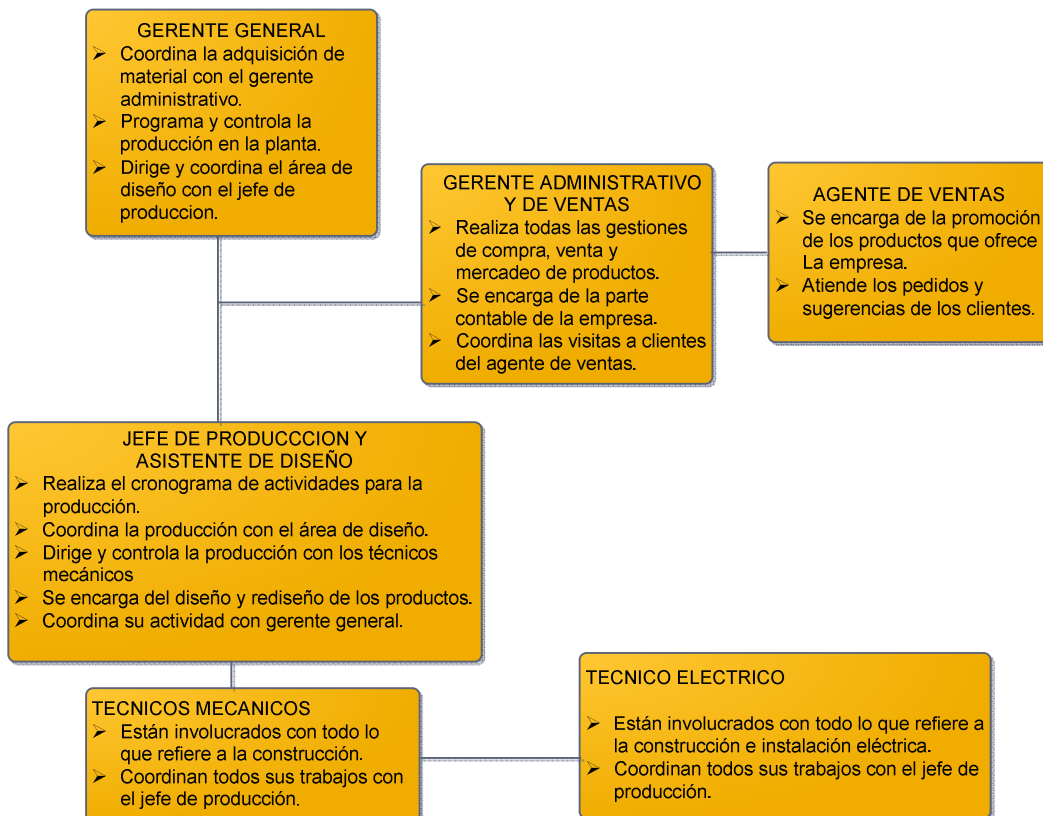 GERENTE GENERAL
➢ Coordina la adquisición de
material con el gerente
administrativo.
➢ Programa y controla la
producción en la planta.
➢ Dirige y coordina el área de
diseño con el jefe de
produccion.
GERENTE ADMINISTRATIVO
Y DE VENTAS
➢ Realiza todas las gestiones
de compra, venta y
mercadeo de productos.
➢ Se encarga de la parte
contable de la empresa.
➢ Coordina las visitas a clientes
del agente de ventas.
AGENTE DE VENTAS
➢ Se encarga de la promoción
de los productos que ofrece
La empresa.
➢ Atiende los pedidos y
sugerencias de los clientes.
JEFE DE PRODUCCCION Y
ASISTENTE DE DISEÑO
➢ Realiza el cronograma de actividades para la
producción.
➢ Coordina la producción con el área de diseño.
➢ Dirige y controla la producción con los técnicos
mecánicos
➢ Se encarga del diseño y rediseño de los productos.
➢ Coordina su actividad con gerente general.
TECNICOS MECANICOS
➢ Están involucrados con todo lo
que refiere a la construcción.
➢ Coordinan todos sus trabajos con
el jefe de producción.
TECNICO ELECTRICO
➢ Están involucrados con todo lo que refiere a
la construcción e instalación eléctrica.
➢ Coordinan todos sus trabajos con el jefe de
producción.